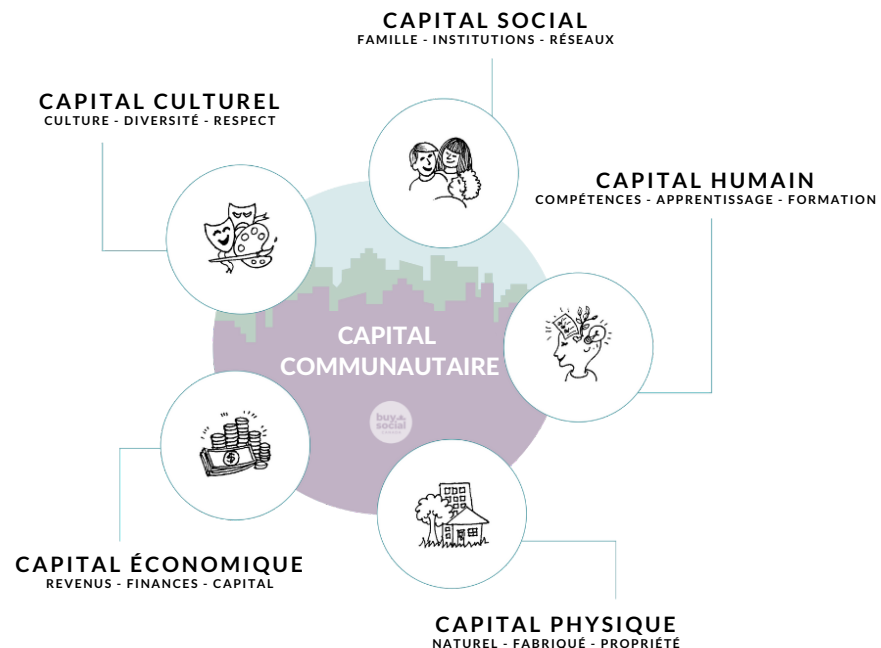 CAPITAL SOCIAL
FAMILLE - INSTITUTIONS - RÉSEAUX
CAPITAL CULTUREL
CULTURE - DIVERSITÉ - RESPECT
CAPITAL HUMAIN
COMPÉTENCES - APPRENTISSAGE - FORMATION
CAPITAL
COMMUNAUTAIRE
buy
social
$
CAPITAL ÉCONOMIQUE
REVENUS - FINANCES - CAPITAL
CAPITAL PHYSIQUE
NATUREL - FABRIQUÉ - PROPRIÉTÉ